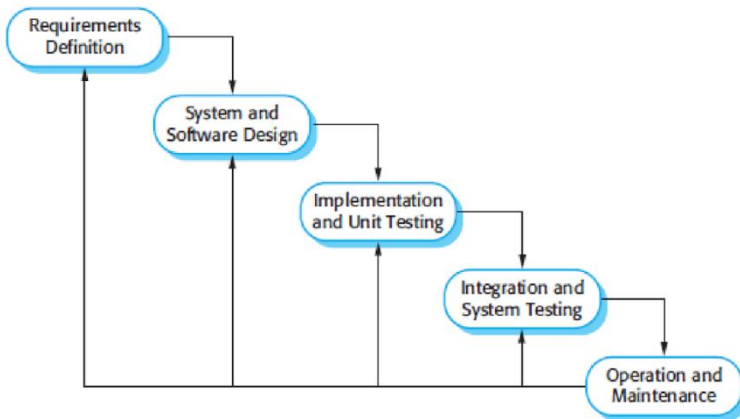 Requirements
Definition
System and
Software Design
Implementation
and Unit Testing
Integration and
System Testing
Operation and
Maintenance